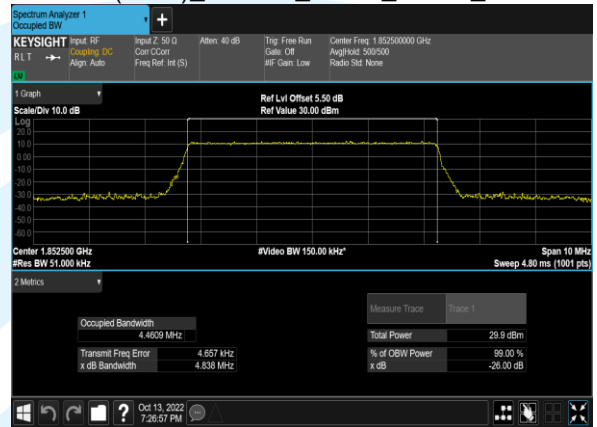 Spectrum Analyzer 1
Occupied BW
+
KEYSIGHT Input: RF Input Z: 50 Ω Atten: 40 dB Trig: Free Run Center Freq: 1.852500000 GHz
RLT Coupling: DC Corr CCorr Gate: Off Avg|Hold: 500/500
Align: Auto Freq Ref: Int (S) #IF Gain: Low Radio Std: None
1 Graph
Scale/Div 10.0 dB
Ref Lvl Offset 5.50 dB
Ref Value 30.00 dBm
Log
20.0
10.0
0.00
-10.0
-20.0
-30.0
-40.0
-50.0
-60.0
Center 1.852500 GHz #Video BW 150.00 kHz* Span 10 MHz
#Res BW 51.000 kHz Sweep 4.80 ms (1001 pts)
2 Metrics
Measure Trace Trace 1
Occupied Bandwidth
4.4609 MHz
Total Power 29.9 dBm
Transmit Freq Error 4.657 kHz % of OBW Power 99.00 %
x dB Bandwidth 4.838 MHz x dB -26.00 dB
?
Oct 13, 2022
7:26:57 PM